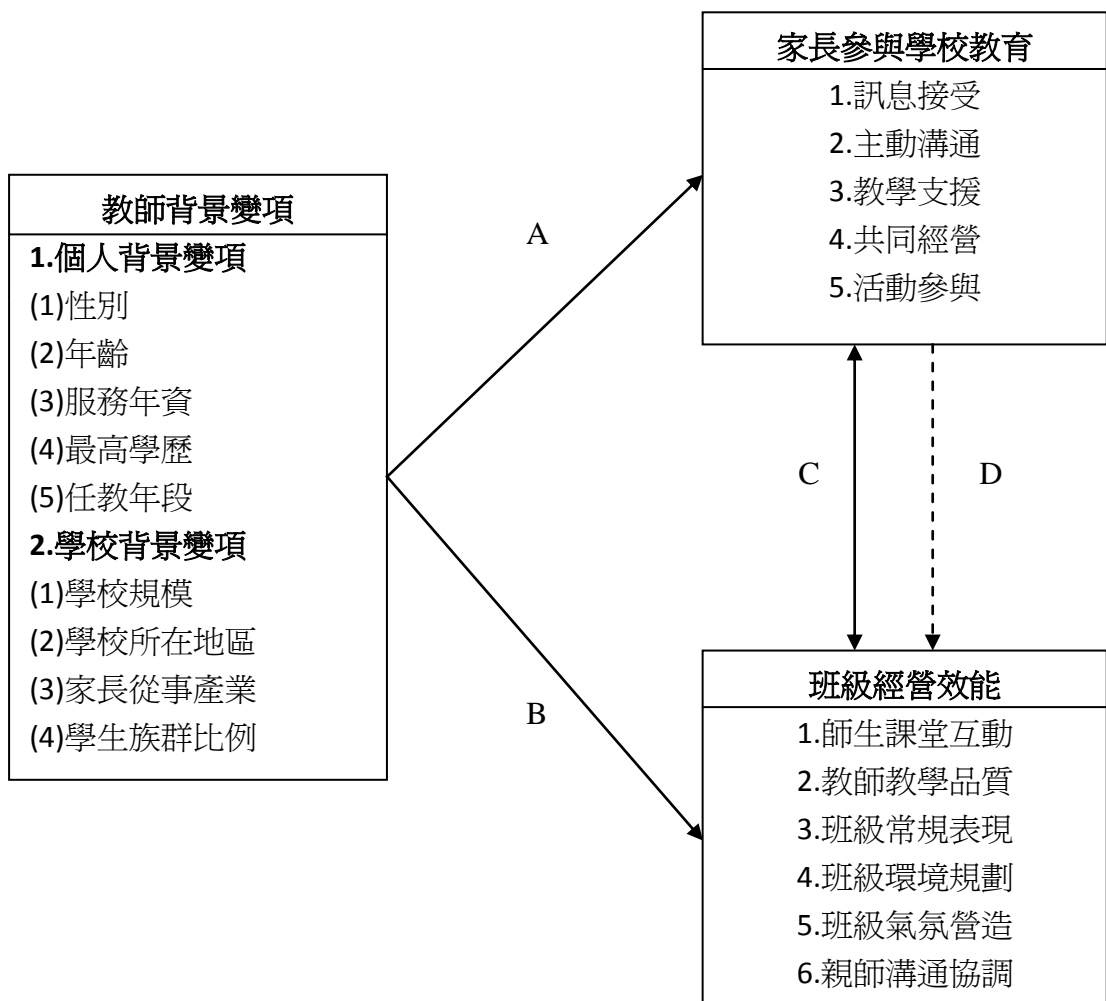 家長參與學校教育
1.訊息接受
2.主動溝通
3.教學支援
4.共同經營
5.活動參與
教師背景變項
1.個人背景變項
(1)性別
(2)年齡
(3)服務年資
(4)最高學歷
(5)任教年段
2.學校背景變項
(1)學校規模
(2)學校所在地區
(3)家長從事產業
(4)學生族群比例
A
B
C
D
班級經營效能
1.師生課堂互動
2.教師教學品質
3.班級常規表現
4.班級環境規劃
5.班級氣氛營造
6.親師溝通協調